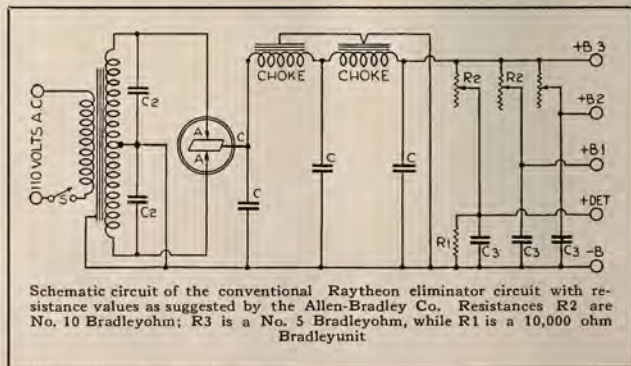 110 VOLTS A.C.
S
C2
C2
A
A
C
CHOKE
CHOKE
C
C
C
R2
R2
R1
C3
C3
C3
+B3
+B2
+B1
+DET
-B
Schematic circuit of the conventional Raytheon eliminator circuit with re-
sistance values as suggested by the Allen-Bradley Co. Resistances R2 are
No. 10 Bradleyohm; R3 is a No. 5 Bradleyohm, while R1 is a 10,000 ohm
Bradleyunit